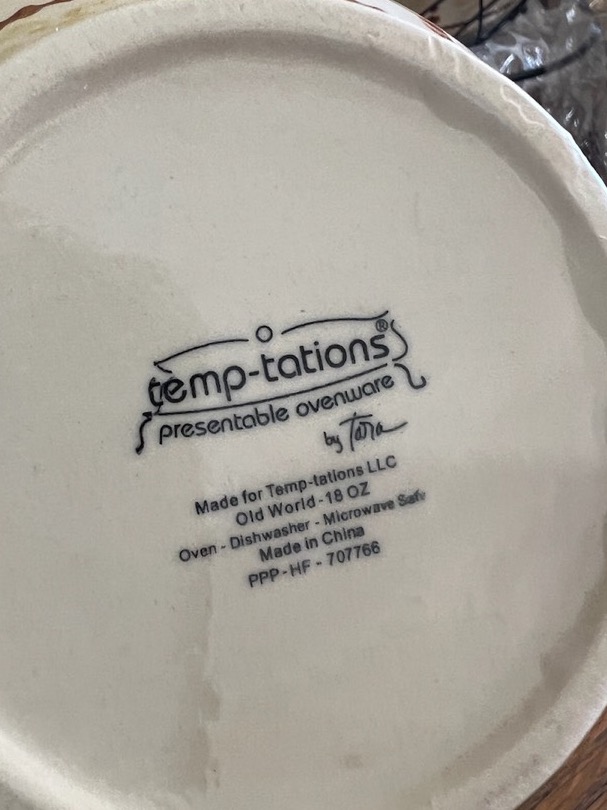 temp-tations®
presentable ovenware
by Tara
Made for Temp-tations LLC
Old World - 18 OZ
Oven - Dishwasher - Microwave Safe
Made in China
PPP - HF - 707766